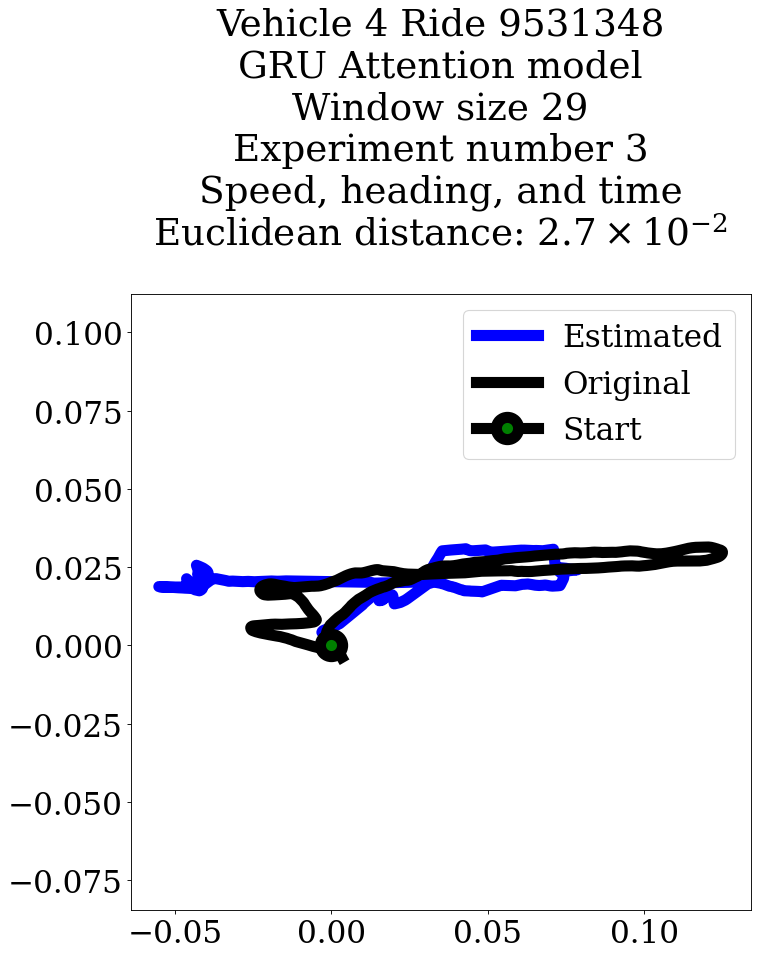 Vehicle 4 Ride 9531348
GRU Attention model
Window size 29
Experiment number 3
Speed, heading, and time
Euclidean distance: 2.7 × 10⁻²
Estimated
Original
Start
0.100
0.075
0.050
0.025
0.000
−0.025
−0.050
−0.075
−0.05 0.00 0.05 0.10